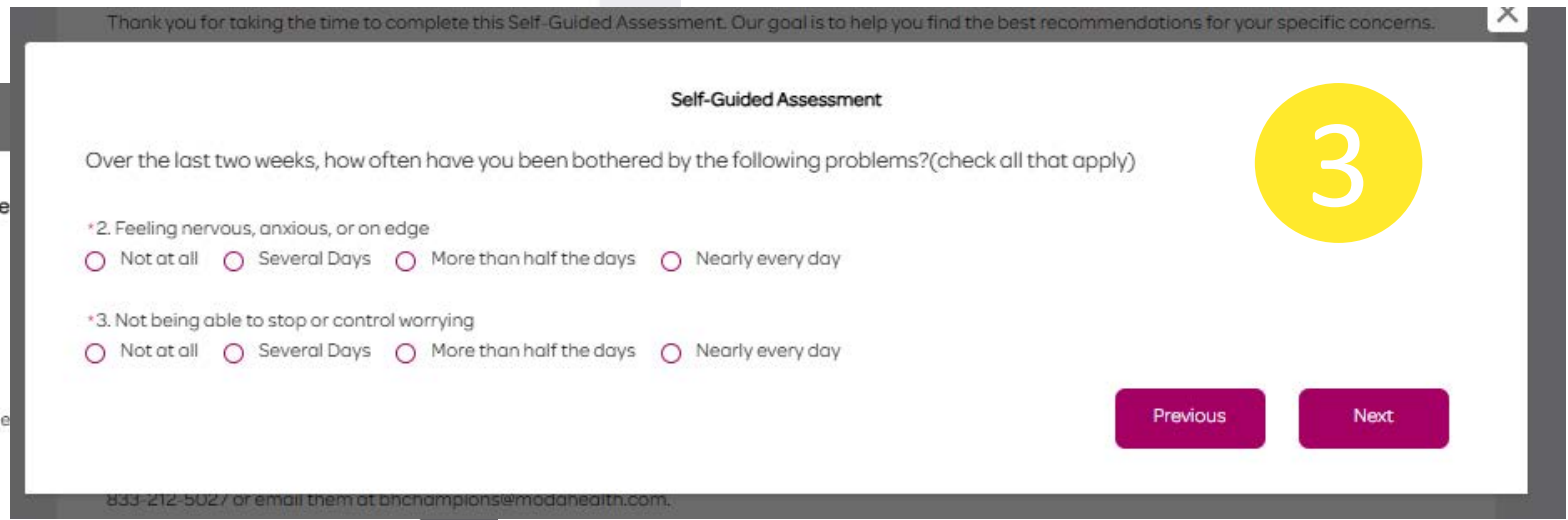 Thank you for taking the time to complete this Self-Guided Assessment. Our goal is to help you find the best recommendations for your specific concerns.
X
Self-Guided Assessment
3
Over the last two weeks, how often have you been bothered by the following problems?(check all that apply)
e
*2. Feeling nervous, anxious, or on edge
Not at all Several Days More than half the days Nearly every day
*3. Not being able to stop or control worrying
Not at all Several Days More than half the days Nearly every day
Previous Next
e
833-212-5027 or email them at bhchampions@modahealth.com.